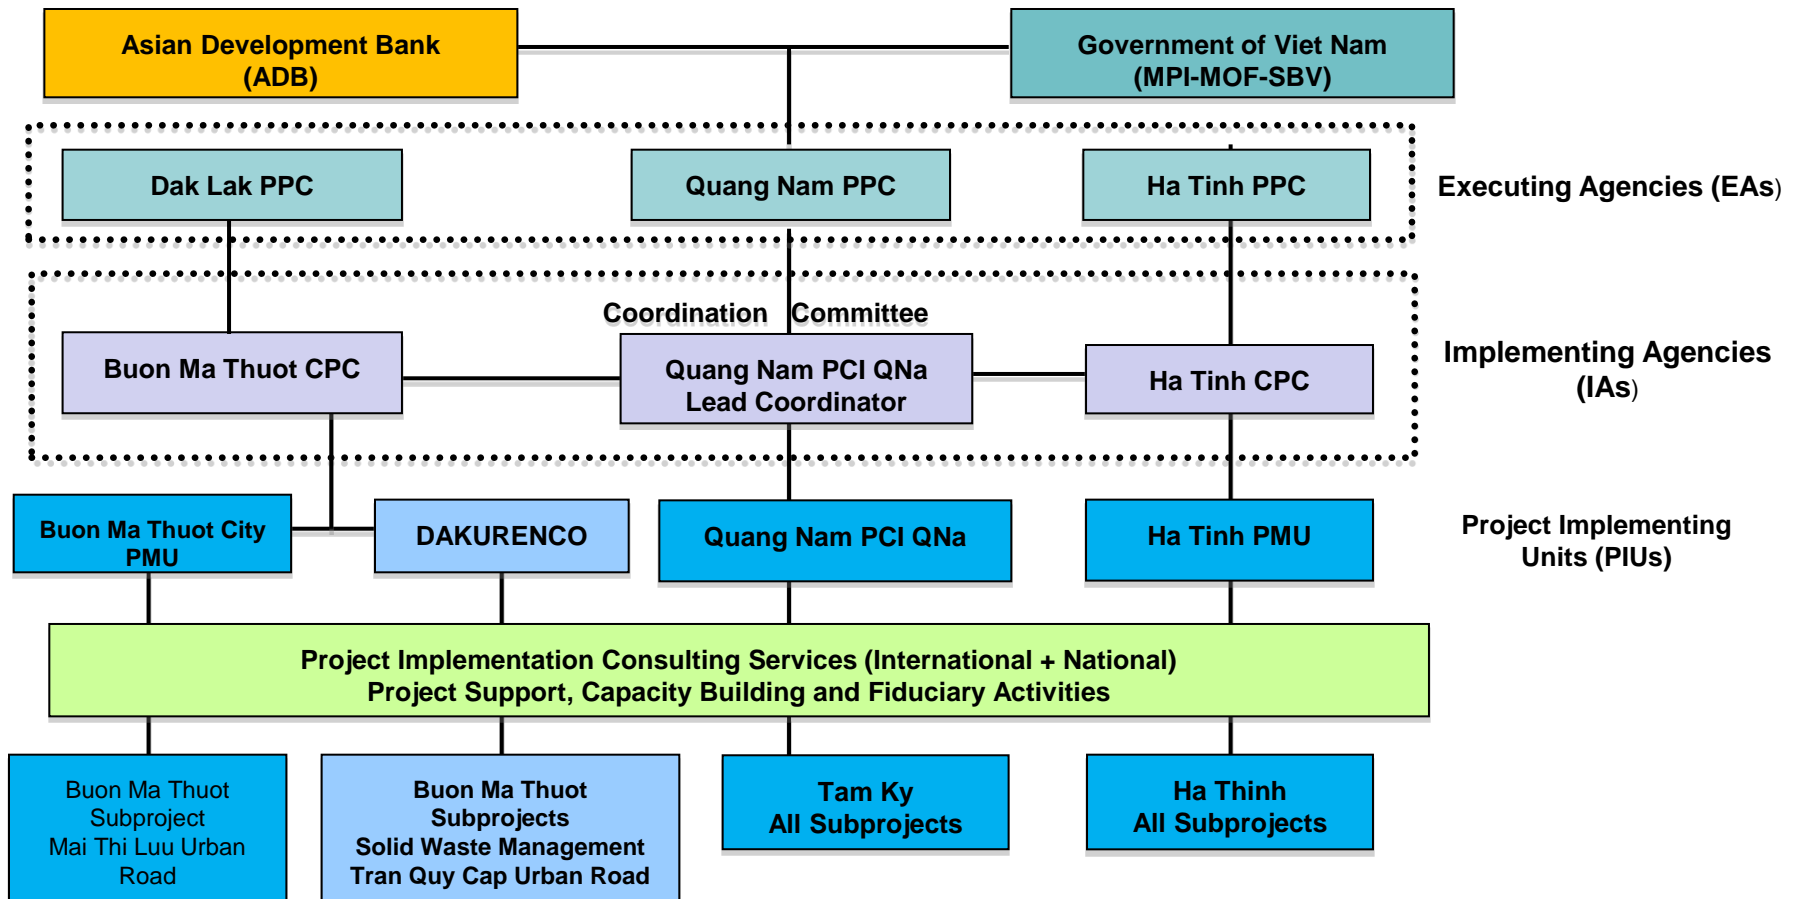 Asian Development Bank
(ADB)
Government of Viet Nam
(MPI-MOF-SBV)
Dak Lak PPC
Quang Nam PPC
Ha Tinh PPC
Executing Agencies (EAs)
Coordination Committee
Buon Ma Thuot CPC
Quang Nam PCI QNa
Lead Coordinator
Ha Tinh CPC
Implementing Agencies
(IAs)
Buon Ma Thuot City
PMU
DAKURENCO
Quang Nam PCI QNa
Ha Tinh PMU
Project Implementing
Units (PIUs)
Project Implementation Consulting Services (International + National)
Project Support, Capacity Building and Fiduciary Activities
Buon Ma Thuot
Subproject
Mai Thi Luu Urban
Road
Buon Ma Thuot
Subprojects
Solid Waste Management
Tran Quy Cap Urban Road
Tam Ky
All Subprojects
Ha Thinh
All Subprojects